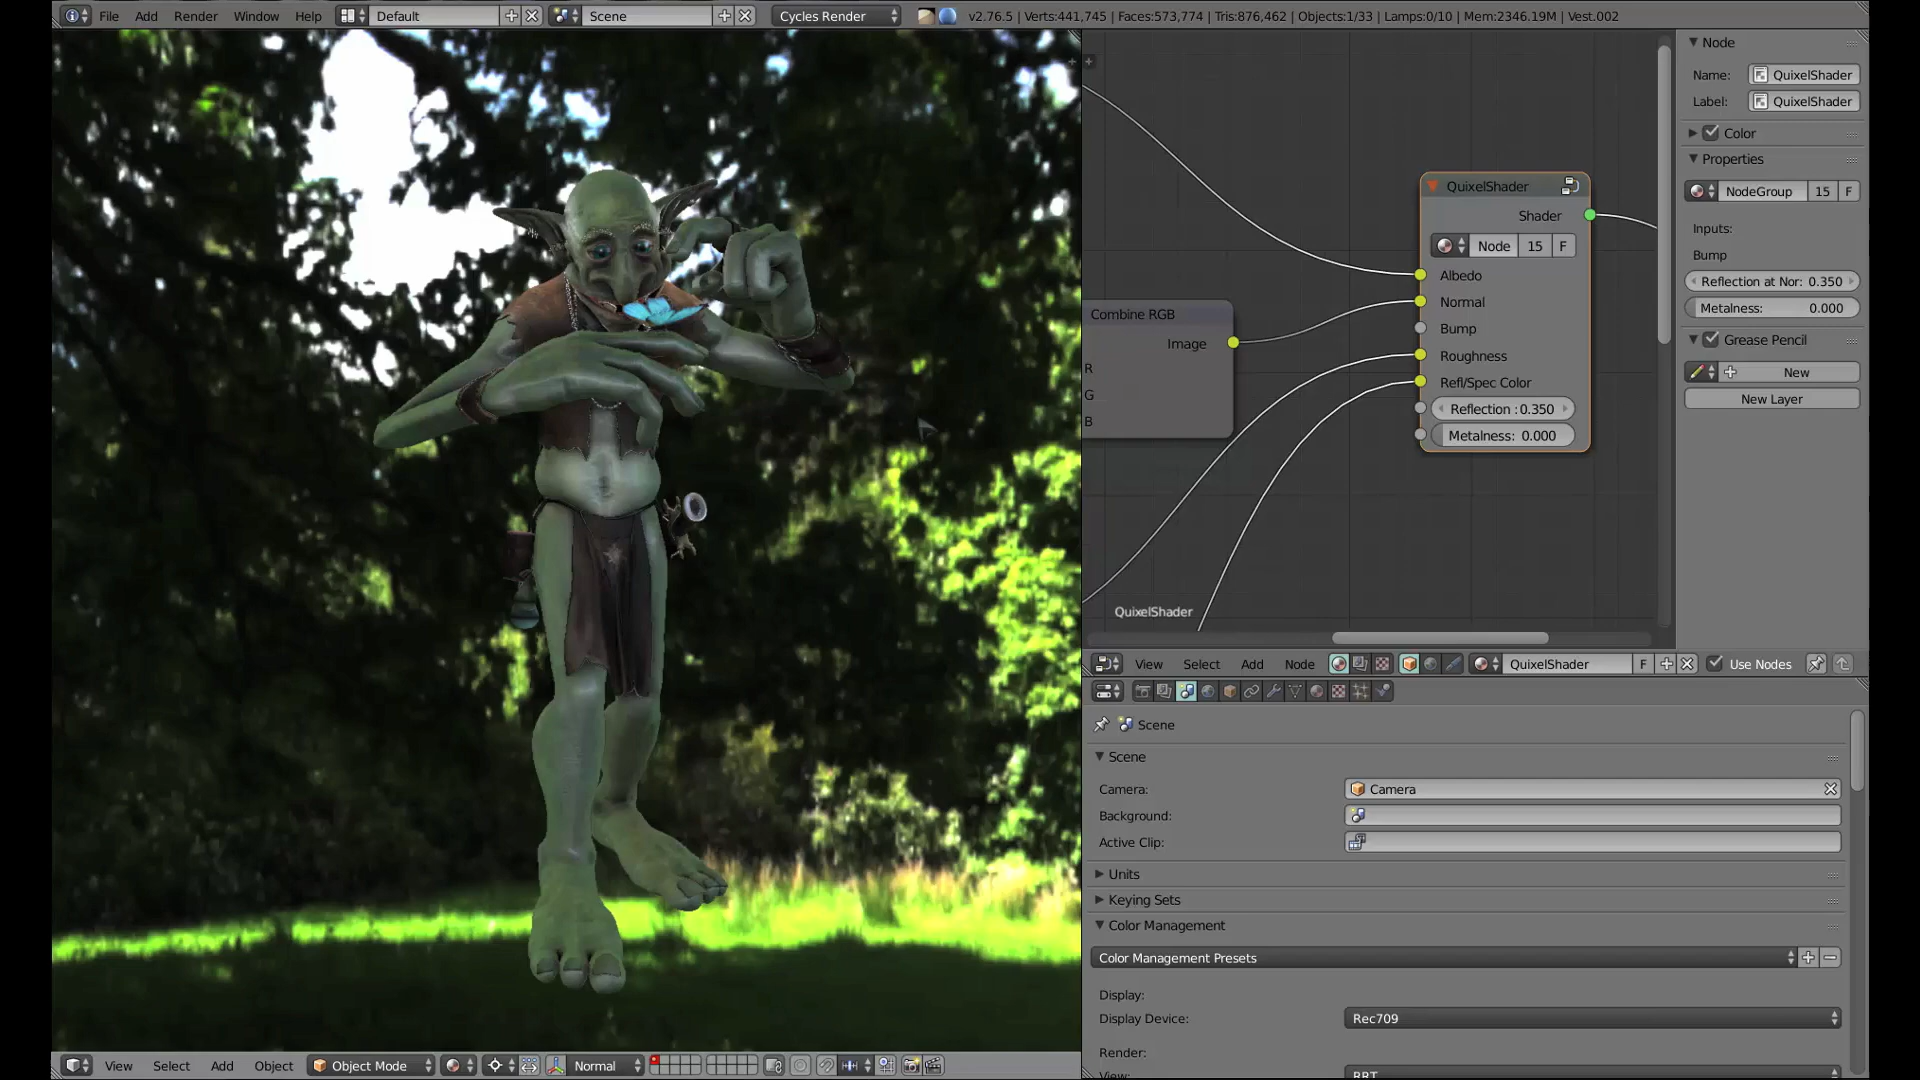 File Add Render Window Help Default Scene Cycles Render v2.76.5 | Verts:441,745 | Faces:573,774 | Tris:876,462 | Objects:1/33 | Lamps:0/10 | Mem:2346.19M | Vest.002
QuixelShader
Shader
Node 15 F
Albedo
Normal
Bump
Roughness
Refl/Spec Color
Reflection : 0.350
Metalness: 0.000
Combine RGB
Image
R
G
B
QuixelShader
Node
Name: QuixelShader
Label: QuixelShader
Color
Properties
NodeGroup 15 F
Inputs:
Bump
Reflection at Nor: 0.350
Metalness: 0.000
Grease Pencil
New
New Layer
View Select Add Node QuixelShader F Use Nodes
Scene
Scene
Camera: Camera
Background:
Active Clip:
Units
Keying Sets
Color Management
Color Management Presets
Display:
Display Device: Rec709
Render:
View: RRT
View Select Add Object Object Mode Normal